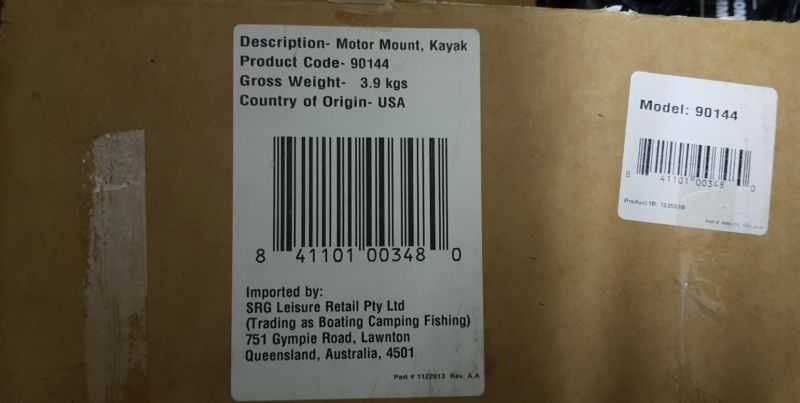 Description- Motor Mount, Kayak
Product Code- 90144
Gross Weight- 3.9 kgs
Country of Origin- USA
8 41101 00348 0
Imported by:
SRG Leisure Retail Pty Ltd
(Trading as Boating Camping Fishing)
751 Gympie Road, Lawnton
Queensland, Australia, 4501
Part # 1122613 Rev. A.A
Model: 90144
8 41101 00348 0
Product ID:
Part #